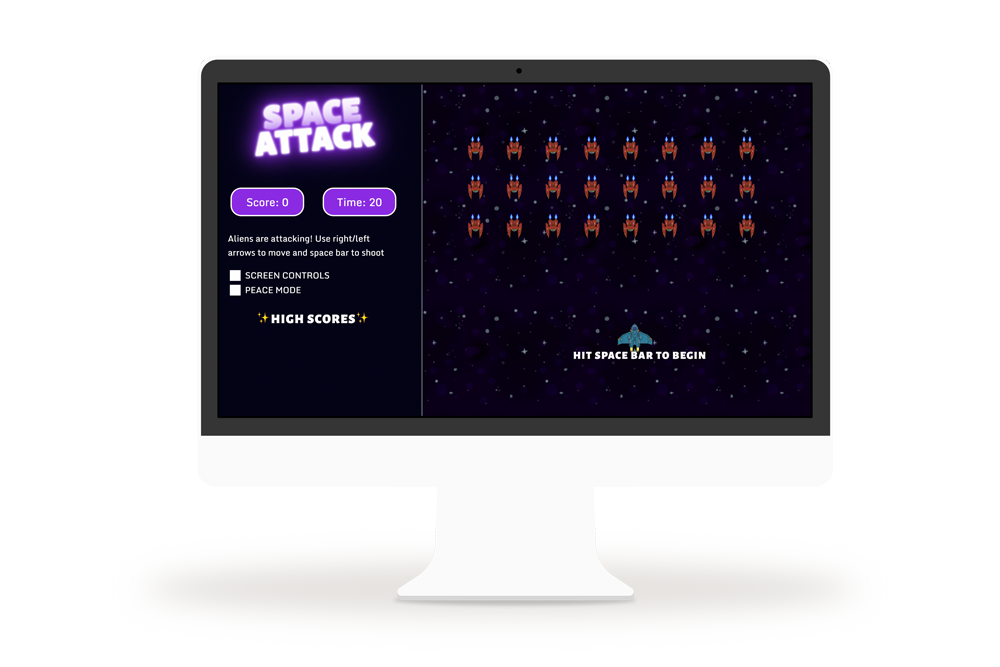 SPACE
ATTACK
Score: 0
Time: 20
Aliens are attacking! Use right/left
arrows to move and space bar to shoot
SCREEN CONTROLS
PEACE MODE
✨HIGH SCORES✨
HIT SPACE BAR TO BEGIN